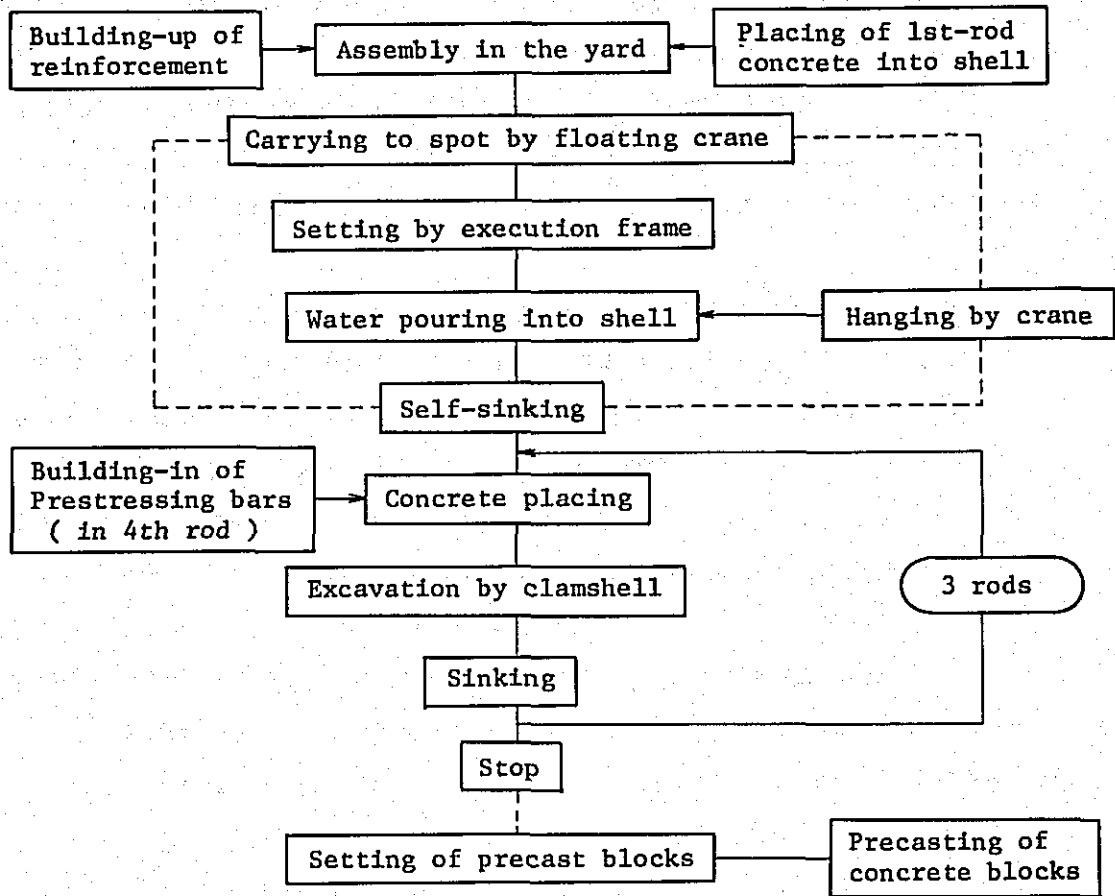 Building-up of
reinforcement
Assembly in the yard
Placing of 1st-rod
concrete into shell
Carrying to spot by floating crane
Setting by execution frame
Water pouring into shell
Hanging by crane
Self-sinking
Building-in of
Prestressing bars
( in 4th rod )
Concrete placing
Excavation by clamshell
3 rods
Sinking
Stop
Setting of precast blocks
Precasting of
concrete blocks